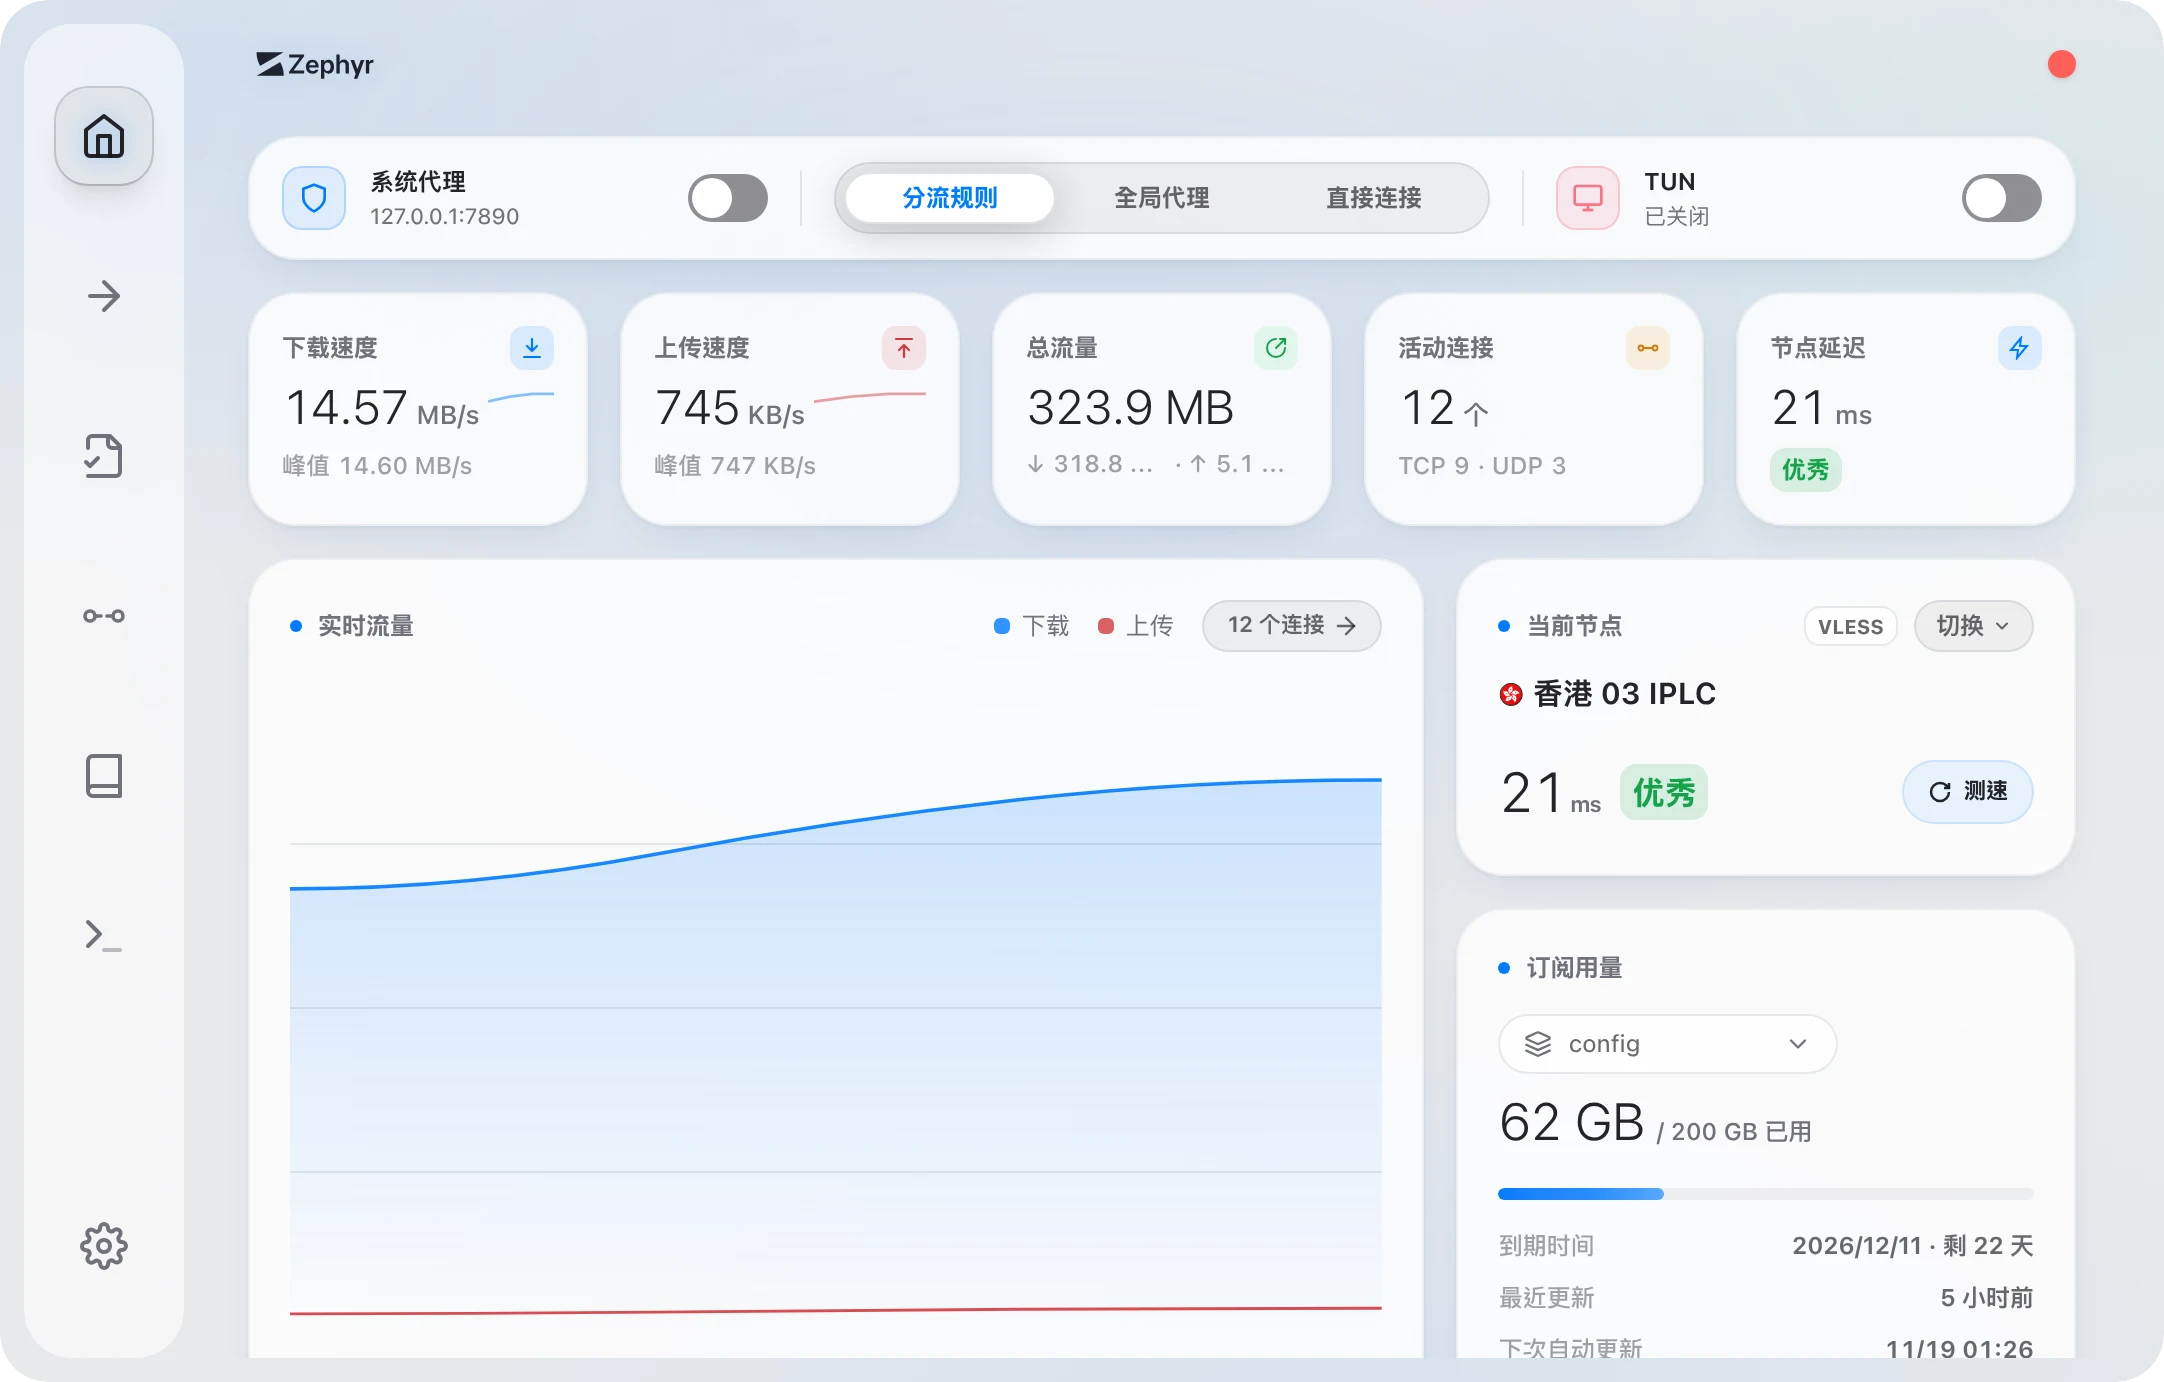 Zephyr
系统代理
127.0.0.1:7890
分流规则
全局代理
直接连接
TUN
已关闭
下载速度
14.57 MB/s
峰值 14.60 MB/s
上传速度
745 KB/s
峰值 747 KB/s
总流量
323.9 MB
↓ 318.8 ... · ↑ 5.1 ...
活动连接
12 个
TCP 9 · UDP 3
节点延迟
21 ms
优秀
实时流量
下载
上传
12 个连接 →
当前节点
VLESS
切换
香港 03 IPLC
21 ms
优秀
测速
订阅用量
config
62 GB / 200 GB 已用
到期时间
2026/12/11 · 剩 22 天
最近更新
5 小时前
下次自动更新
11/19 01:26